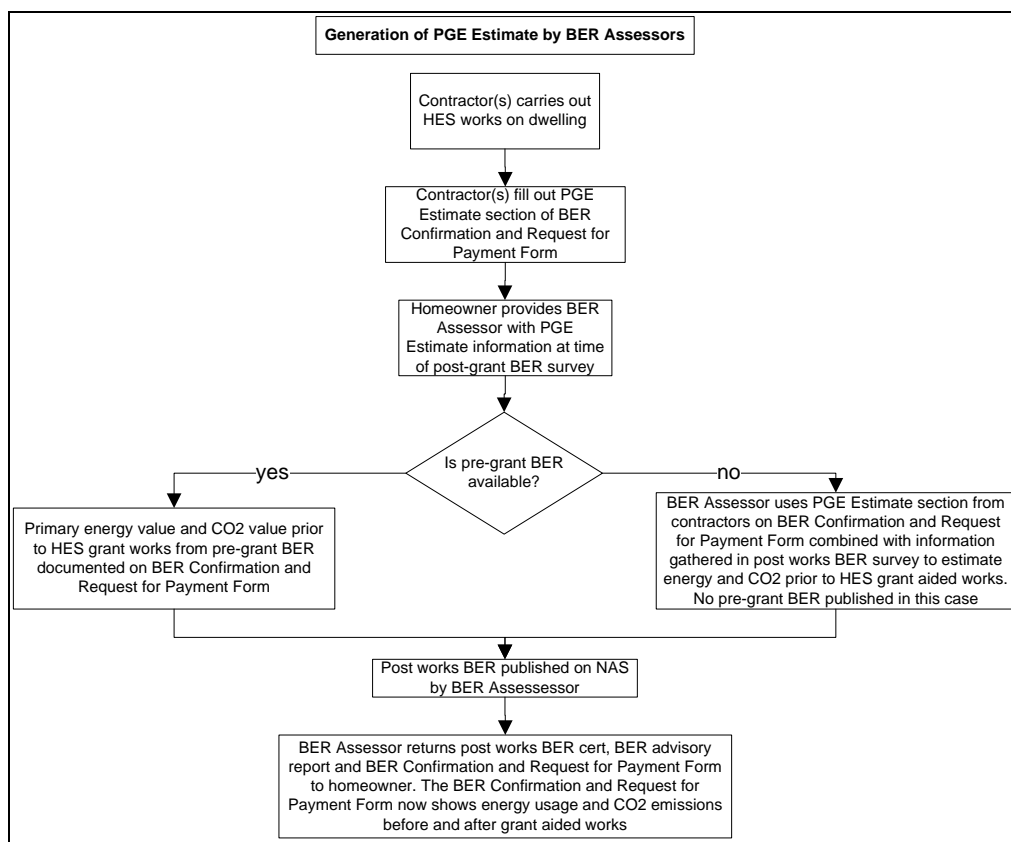 Generation of PGE Estimate by BER Assessors
Contractor(s) carries out
HES works on dwelling
Contractor(s) fill out PGE
Estimate section of BER
Confirmation and Request for
Payment Form
Homeowner provides BER
Assessor with PGE
Estimate information at time
of post-grant BER survey
Is pre-grant BER
available?
yes
no
Primary energy value and CO2 value prior
to HES grant works from pre-grant BER
documented on BER Confirmation and
Request for Payment Form
BER Assessor uses PGE Estimate section from
contractors on BER Confirmation and Request
for Payment Form combined with information
gathered in post works BER survey to estimate
energy and CO2 prior to HES grant aided works.
No pre-grant BER published in this case
Post works BER published on NAS
by BER Assessessor
BER Assessor returns post works BER cert, BER advisory
report and BER Confirmation and Request for Payment Form
to homeowner. The BER Confirmation and Request for
Payment Form now shows energy usage and CO2 emissions
before and after grant aided works